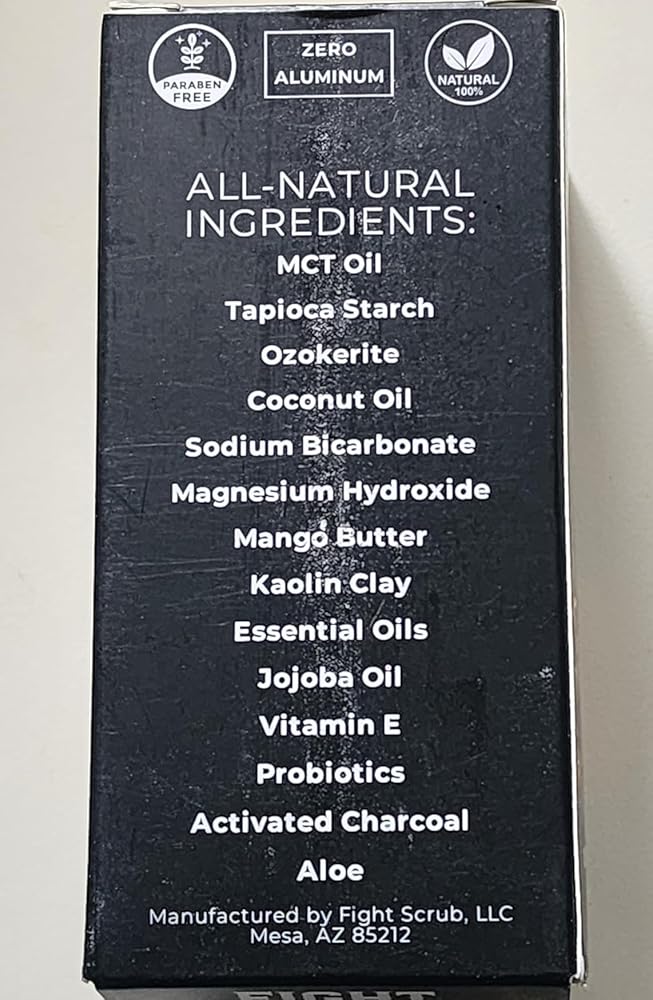 PARABEN
FREE
ZERO
ALUMINUM
NATURAL
100%
ALL-NATURAL
INGREDIENTS:
MCT Oil
Tapioca Starch
Ozokerite
Coconut Oil
Sodium Bicarbonate
Magnesium Hydroxide
Mango Butter
Kaolin Clay
Essential Oils
Jojoba Oil
Vitamin E
Probiotics
Activated Charcoal
Aloe
Manufactured by Fight Scrub, LLC
Mesa, AZ 85212
FIGHT